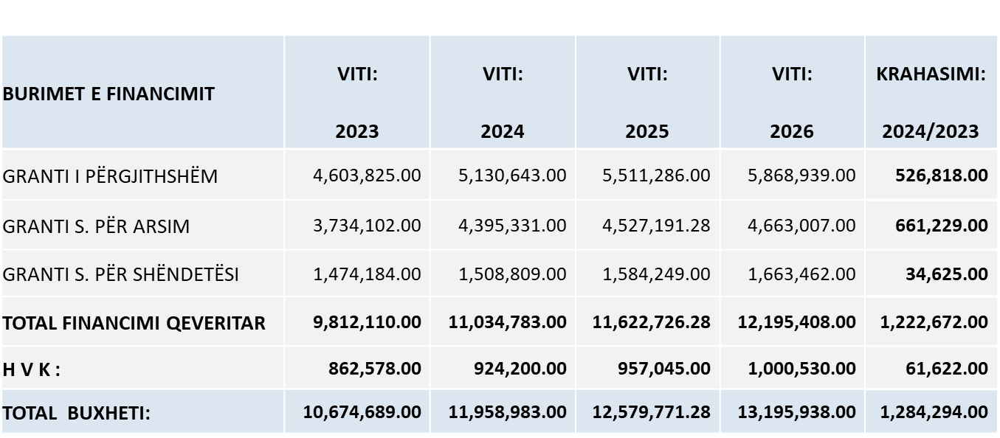 BURIMET E FINANCIMIT VITI: 2023 VITI: 2024 VITI: 2025 VITI: 2026 KRAHASIMI: 2024/2023
GRANTI I PËRGJITHSHËM 4,603,825.00 5,130,643.00 5,511,286.00 5,868,939.00 526,818.00
GRANTI S. PËR ARSIM 3,734,102.00 4,395,331.00 4,527,191.28 4,663,007.00 661,229.00
GRANTI S. PËR SHËNDETËSI 1,474,184.00 1,508,809.00 1,584,249.00 1,663,462.00 34,625.00
TOTAL FINANCIMI QEVERITAR 9,812,110.00 11,034,783.00 11,622,726.28 12,195,408.00 1,222,672.00
H V K : 862,578.00 924,200.00 957,045.00 1,000,530.00 61,622.00
TOTAL BUXHETI: 10,674,689.00 11,958,983.00 12,579,771.28 13,195,938.00 1,284,294.00